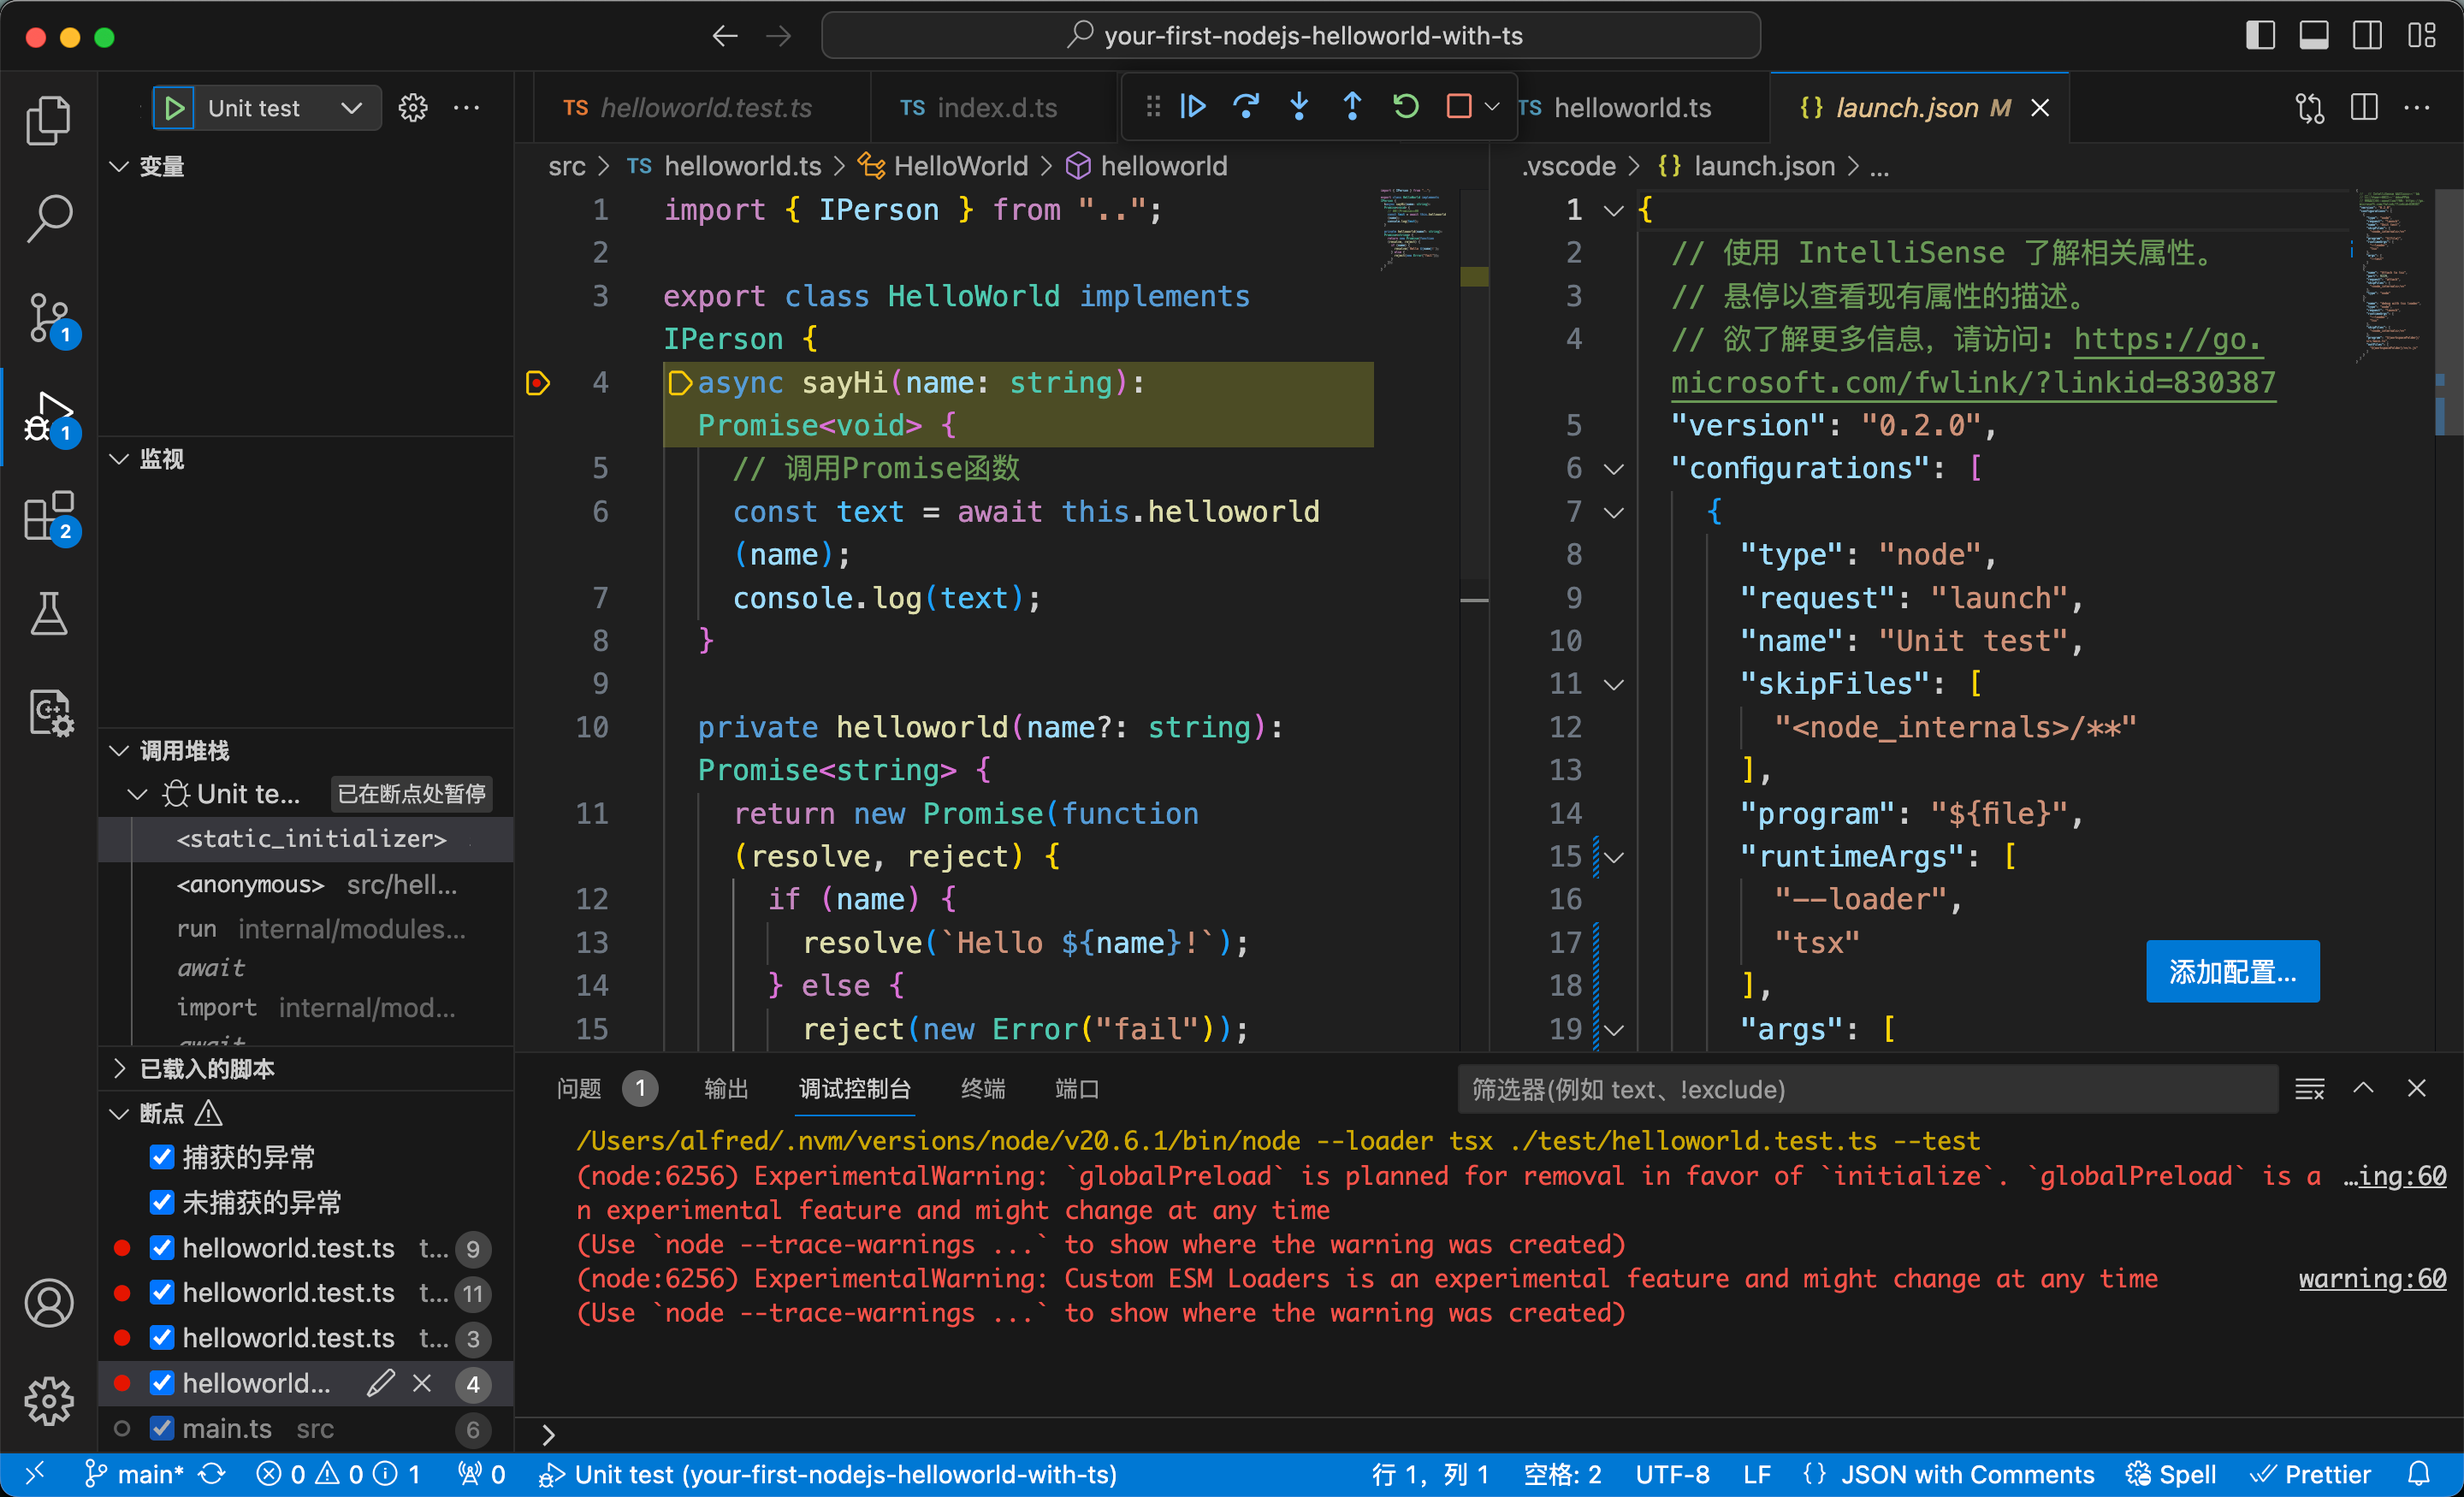 your-first-nodejs-helloworld-with-ts
Unit test
TS helloworld.test.ts
TS index.d.ts
TS helloworld.ts
{} launch.json M
变量
监视
调用堆栈
Unit te... 已在断点处暂停
<static_initializer>
<anonymous> src/hell...
run internal/modules...
await
import internal/mod...
await
已载入的脚本
断点
捕获的异常
未捕获的异常
helloworld.test.ts t... 9
helloworld.test.ts t... 11
helloworld.test.ts t... 3
helloworld... 4
main.ts src 6
1
1
2
src > TS helloworld.ts > HelloWorld > helloworld
1 import { IPerson } from "..";
2
3 export class HelloWorld implements
IPerson {
4 async sayHi(name: string):
Promise<void> {
5 // 调用Promise函数
6 const text = await this.helloworld
(name);
7 console.log(text);
8 }
9
10 private helloworld(name?: string):
Promise<string> {
11 return new Promise(function
(resolve, reject) {
12 if (name) {
13 resolve(`Hello ${name}!`);
14 } else {
15 reject(new Error("fail"));
.vscode > {} launch.json > ...
1 {
2 // 使用 IntelliSense 了解相关属性。
3 // 悬停以查看现有属性的描述。
4 // 欲了解更多信息，请访问: https://go.
microsoft.com/fwlink/?linkid=830387
5 "version": "0.2.0",
6 "configurations": [
7 {
8 "type": "node",
9 "request": "launch",
10 "name": "Unit test",
11 "skipFiles": [
12 "<node_internals>/**"
13 ],
14 "program": "${file}",
15 "runtimeArgs": [
16 "--loader",
17 "tsx"
18 ],
19 "args": [
添加配置...
问题 1 输出 调试控制台 终端 端口
筛选器(例如 text、!exclude)
/Users/alfred/.nvm/versions/node/v20.6.1/bin/node --loader tsx ./test/helloworld.test.ts --test
(node:6256) ExperimentalWarning: `globalPreload` is planned for removal in favor of `initialize`. `globalPreload` is a …ing:60
n experimental feature and might change at any time
(Use `node --trace-warnings ...` to show where the warning was created)
(node:6256) ExperimentalWarning: Custom ESM Loaders is an experimental feature and might change at any time warning:60
(Use `node --trace-warnings ...` to show where the warning was created)
main* 0 0 1 0 Unit test (your-first-nodejs-helloworld-with-ts) 行 1, 列 1 空格: 2 UTF-8 LF {} JSON with Comments Spell Prettier